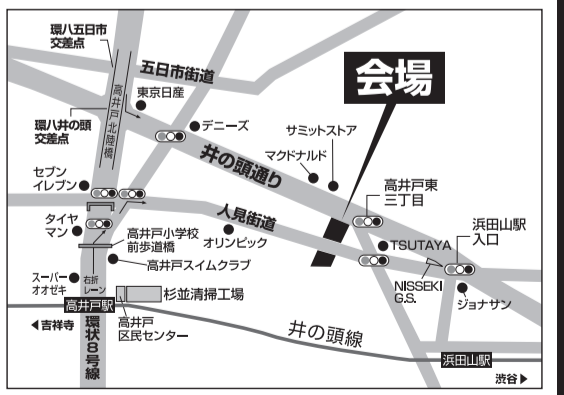 環八五日市
交差点
五日市街道
会場
高井戸北陸橋
東京日産
デニーズ
サミットストア
環八井の頭
交差点
井の頭通り
マクドナルド
セブン
イレブン
高井戸東
三丁目
人見街道
浜田山駅
入口
タイヤ
マン
高井戸小学校
前歩道橋
オリンピック
TSUTAYA
高井戸スイムクラブ
スーパー
オオゼキ
右折
レーン
杉並清掃工場
NISSEKI
G.S.
ジョナサン
高井戸駅
◀吉祥寺
環状8号線
高井戸
区民センター
井の頭線
浜田山駅
渋谷▶